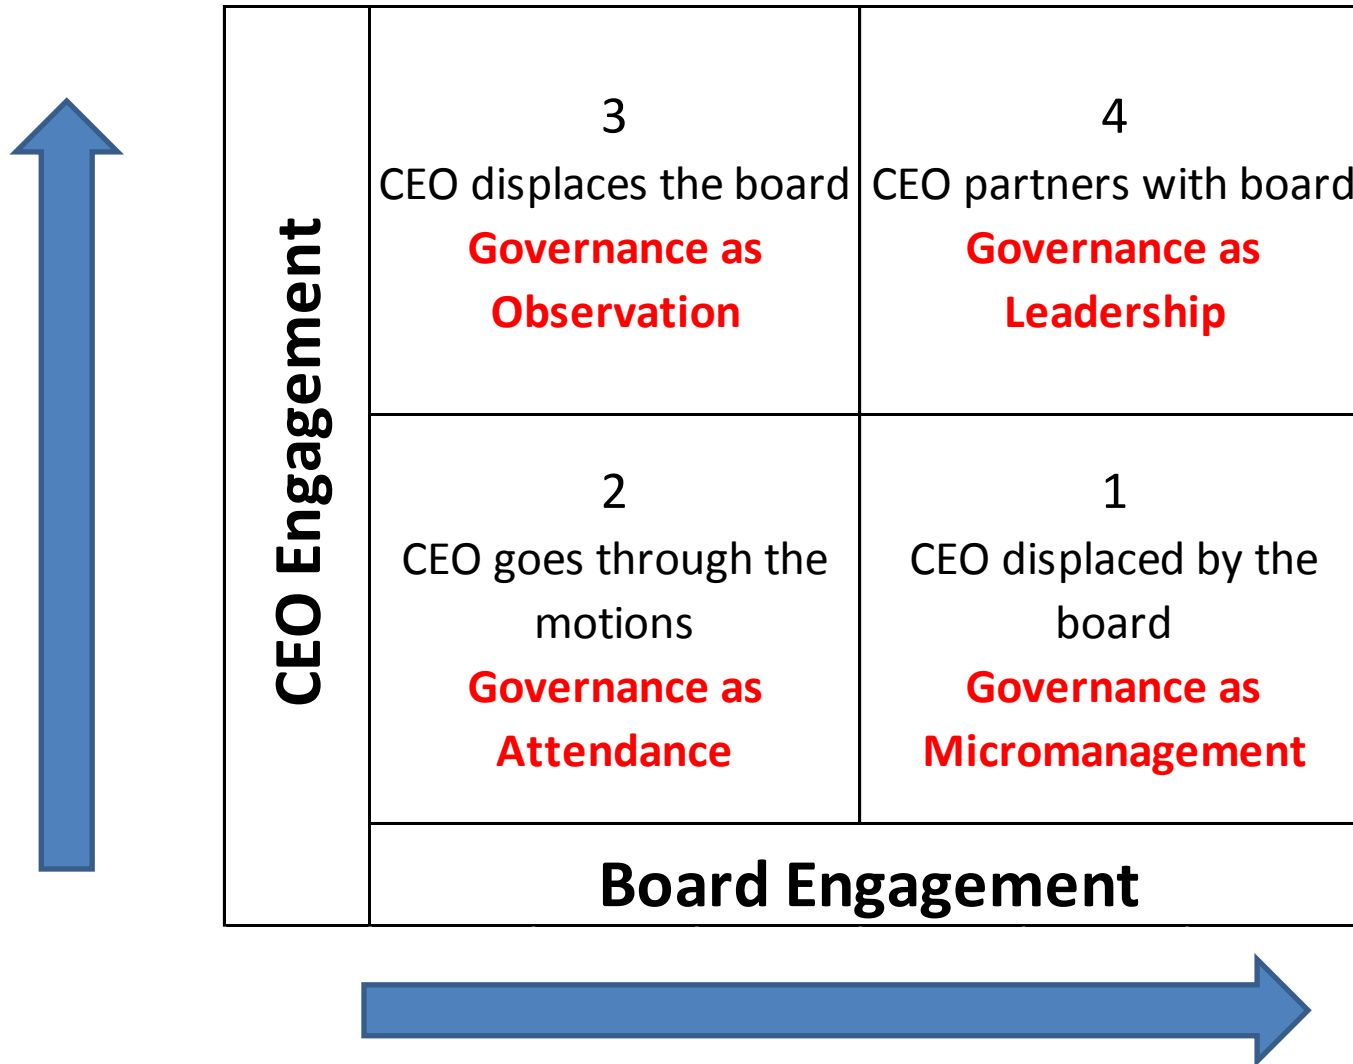 CEO Engagement
3
CEO displaces the board
Governance as
Observation
4
CEO partners with board
Governance as
Leadership
2
CEO goes through the
motions
Governance as
Attendance
1
CEO displaced by the
board
Governance as
Micromanagement
Board Engagement